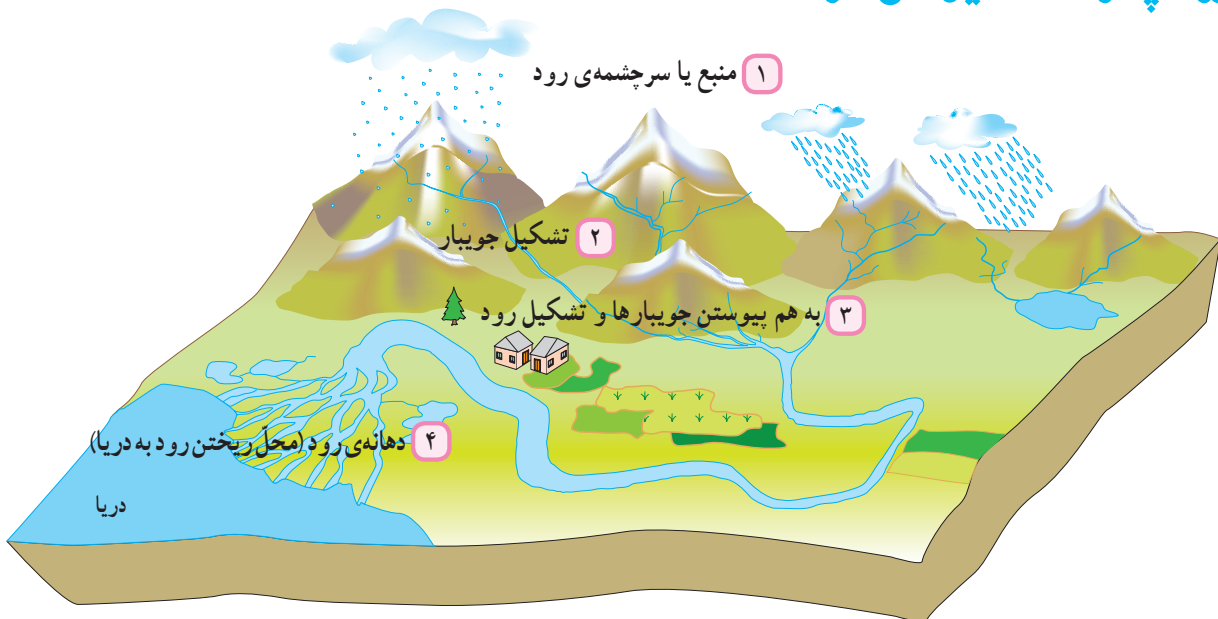 ۱ منبع یا سرچشمه‌ی رود
۲ تشکیل جویبار
۳ به هم پیوستن جویبارها و تشکیل رود
۴ دهانه‌ی رود (محلّ ریختن رود به دریا)
دریا